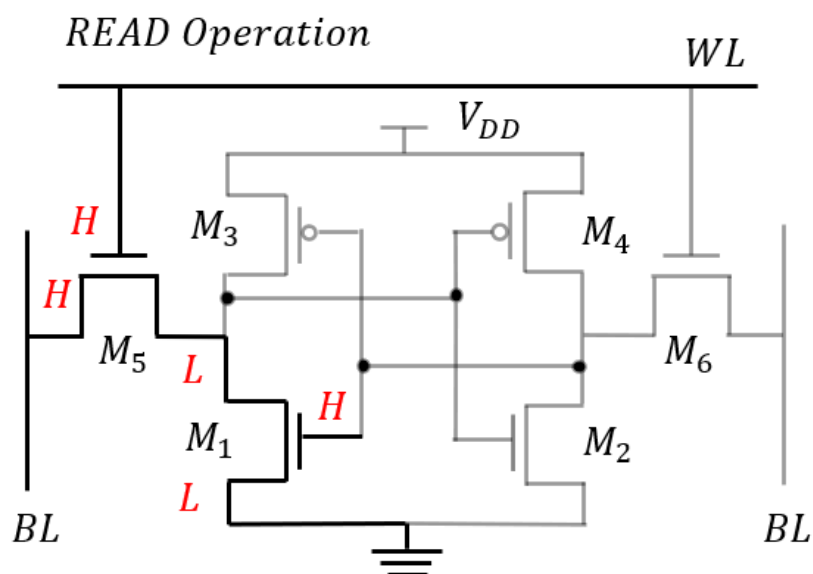 READ Operation
WL
V_DD
H
M_3
M_4
H
M_5
M_6
L
H
M_1
M_2
L
BL
BL